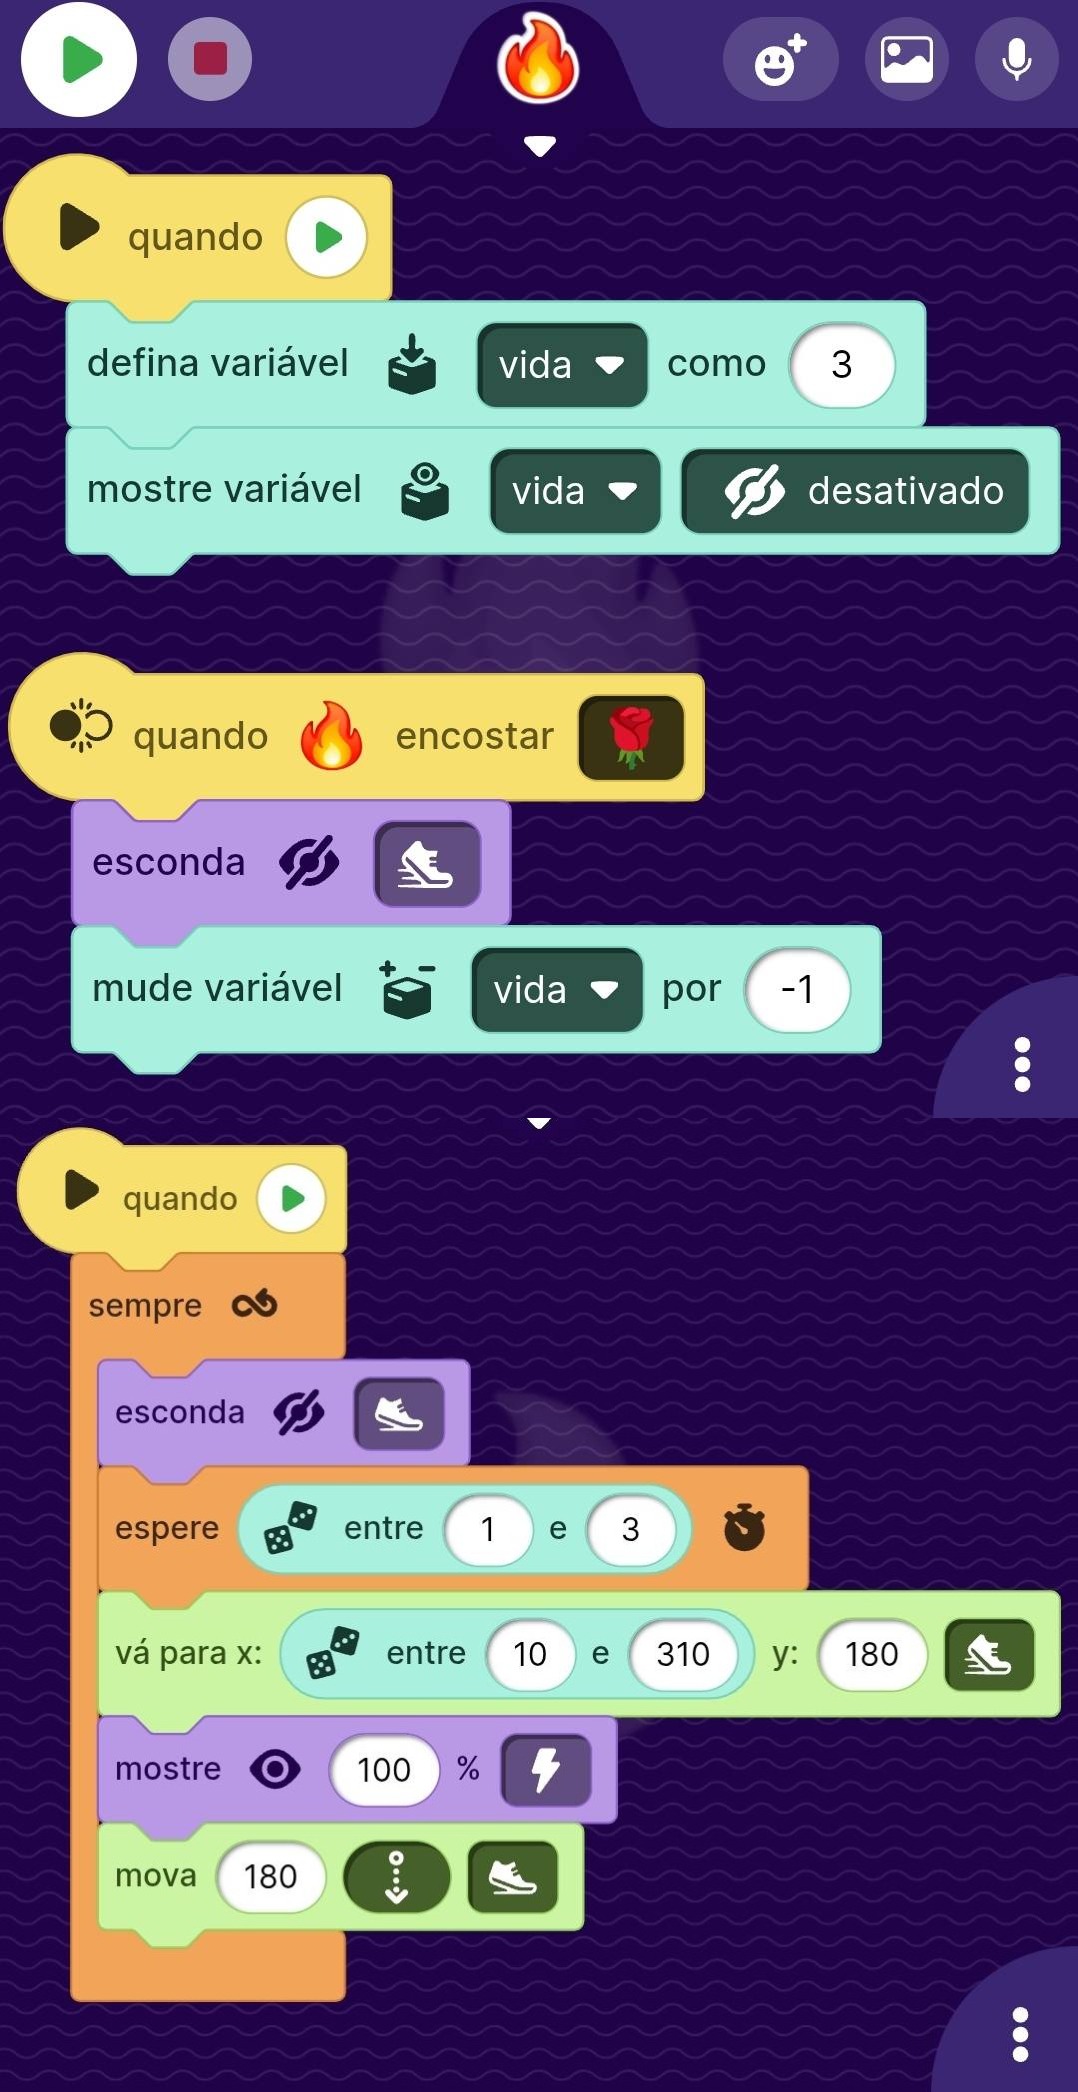 quando
defina variável vida como 3
mostre variável vida desativado
quando encostar
esconda
mude variável vida por -1
quando
sempre
esconda
espere entre 1 e 3
vá para x: entre 10 e 310 y: 180
mostre 100 %
mova 180